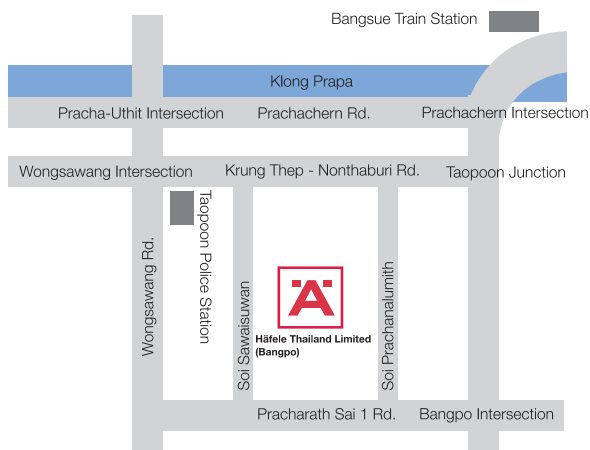 Bangsue Train Station
Klong Prapa
Pracha-Uthit Intersection
Prachachern Rd.
Prachachern Intersection
Wongsawang Intersection
Krung Thep - Nonthaburi Rd.
Taopoon Junction
Taopoon Police Station
Wongsawang Rd.
Soi Sawaisuwan
Soi Prachanalumith
Ä
Häfele Thailand Limited
(Bangpo)
Pracharath Sai 1 Rd.
Bangpo Intersection